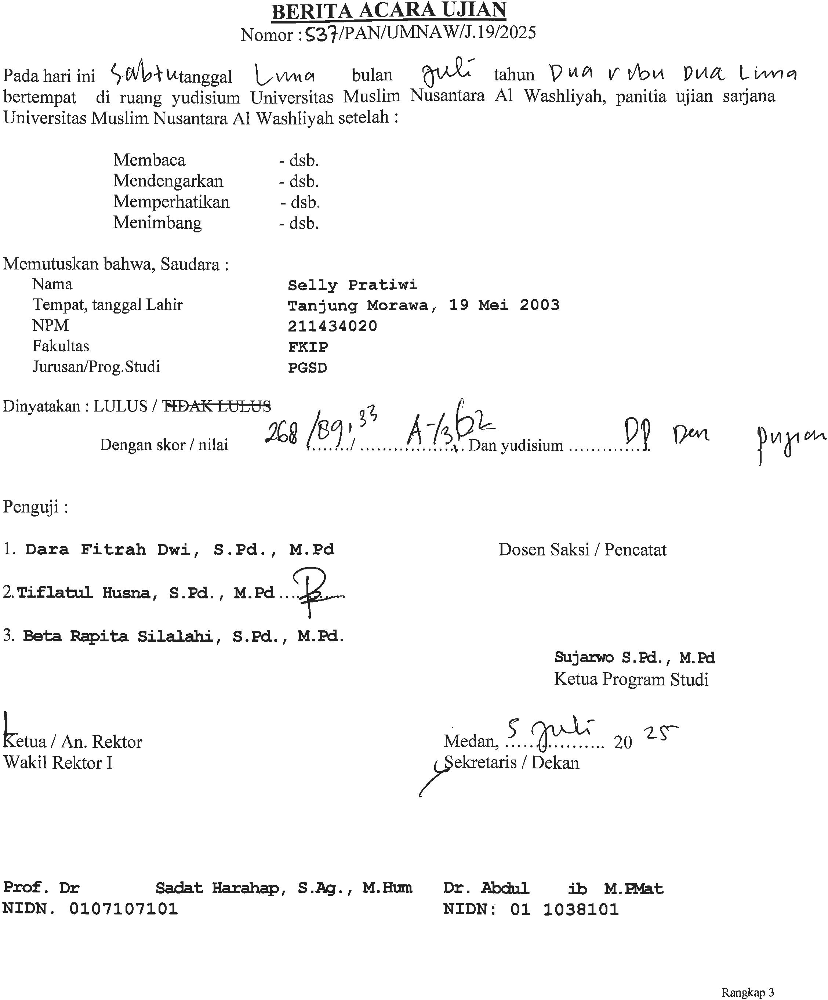 BERITA ACARA UJIAN
Nomor : 537/PAN/UMNAW/J.19/2025
Pada hari ini Sabtu tanggal Lima bulan Juli tahun Dua ribu Dua Lima
bertempat di ruang yudisium Universitas Muslim Nusantara Al Washliyah, panitia ujian sarjana
Universitas Muslim Nusantara Al Washliyah setelah :
Membaca - dsb.
Mendengarkan - dsb.
Memperhatikan - dsb.
Menimbang - dsb.
Memutuskan bahwa, Saudara :
Nama Selly Pratiwi
Tempat, tanggal Lahir Tanjung Morawa, 19 Mei 2003
NPM 211434020
Fakultas FKIP
Jurusan/Prog.Studi PGSD
Dinyatakan : LULUS / TIDAK LULUS
Dengan skor / nilai 268 /89,33 ......../ A-/3,62 .................... Dan yudisium ............... DP Den pujian
Penguji :
1. Dara Fitrah Dwi, S.Pd., M.Pd Dosen Saksi / Pencatat
2. Tiflatul Husna, S.Pd., M.Pd ............
3. Beta Rapita Silalahi, S.Pd., M.Pd.
Sujarwo S.Pd., M.Pd
Ketua Program Studi
Ketua / An. Rektor Medan, 5 Juli .................. 20 25
Wakil Rektor I Sekretaris / Dekan
Prof. Dr Sadat Harahap, S.Ag., M.Hum Dr. Abdul ib M.PMat
NIDN. 0107107101 NIDN: 01 1038101
Rangkap 3